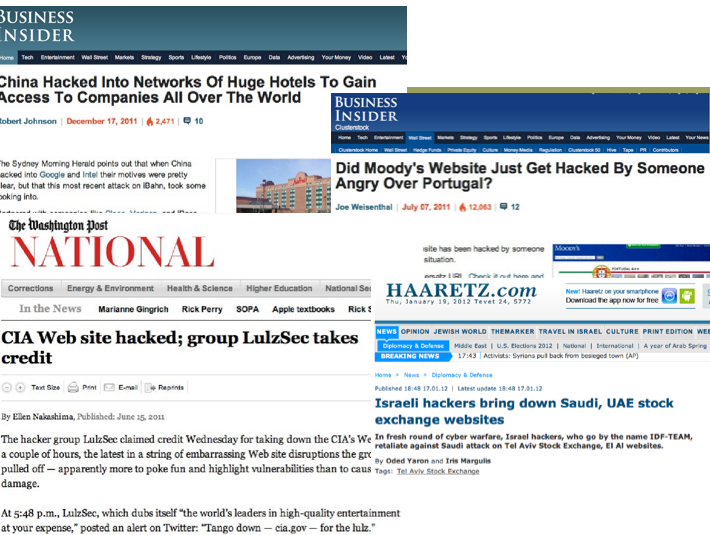 BUSINESS
INSIDER
Home Tech Entertainment Wall Street Markets Strategy Sports Lifestyle Politics Europe Data Advertising Your Money Video Latest
China Hacked Into Networks Of Huge Hotels To Gain
Access To Companies All Over The World
Robert Johnson | December 17, 2011 | 2,471 | 10
The Sydney Morning Herald points out that when China
hacked into Google and Intel their motives were pretty
clear, but that this most recent attack on iBahn, took some
looking into.
BUSINESS
INSIDER
Clusterstock
Home Tech Entertainment Wall Street Markets Strategy Sports Lifestyle Politics Europe Data Advertising Your Money Video Latest Your News
Clusterstock Home Wall Street Hedge Funds Private Equity Culture Money Media Regulation Clusterstock 50 Hive Tape PR Contributors
Did Moody's Website Just Get Hacked By Someone
Angry Over Portugal?
Joe Weisenthal | July 07, 2011 | 12,063 | 12
site has been hacked by someone
situation.
URL. Check it out here and
Moody's
The Washington Post
NATIONAL
Corrections Energy & Environment Health & Science Higher Education National
In the News Marianne Gingrich Rick Perry SOPA Apple textbooks Rick
CIA Web site hacked; group LulzSec takes
credit
Text Size Print E-mail Reprints
By Ellen Nakashima, Published: June 15, 2011
The hacker group LulzSec claimed credit Wednesday for taking down the CIA's We
a couple of hours, the latest in a string of embarrassing Web site disruptions the gro
pulled off — apparently more to poke fun and highlight vulnerabilities than to caus
damage.
At 5:48 p.m., LulzSec, which dubs itself "the world's leaders in high-quality entertainment
at your expense," posted an alert on Twitter: "Tango down — cia.gov — for the lulz."
HAARETZ.com
Thu, January 19, 2012 Tevet 24, 5772
New! Haaretz on your smartphone
Download the app now for free
NEWS OPINION JEWISH WORLD THEMARKER TRAVEL IN ISRAEL CULTURE PRINT EDITION WEE
Diplomacy & Defense | Middle East | U.S. Elections 2012 | National | International | A year of Arab Spring
BREAKING NEWS 17:43 Activists: Syrians pull back from besieged town (AP)
Home > News > Diplomacy & Defense
Published 18:48 17.01.12 | Latest update 18:48 17.01.12
Israeli hackers bring down Saudi, UAE stock
exchange websites
In fresh round of cyber warfare, Israel hackers, who go by the name IDF-TEAM,
retaliate against Saudi attack on Tel Aviv Stock Exchange, El Al websites.
By Oded Yaron and Iris Margulis
Tags: Tel Aviv Stock Exchange